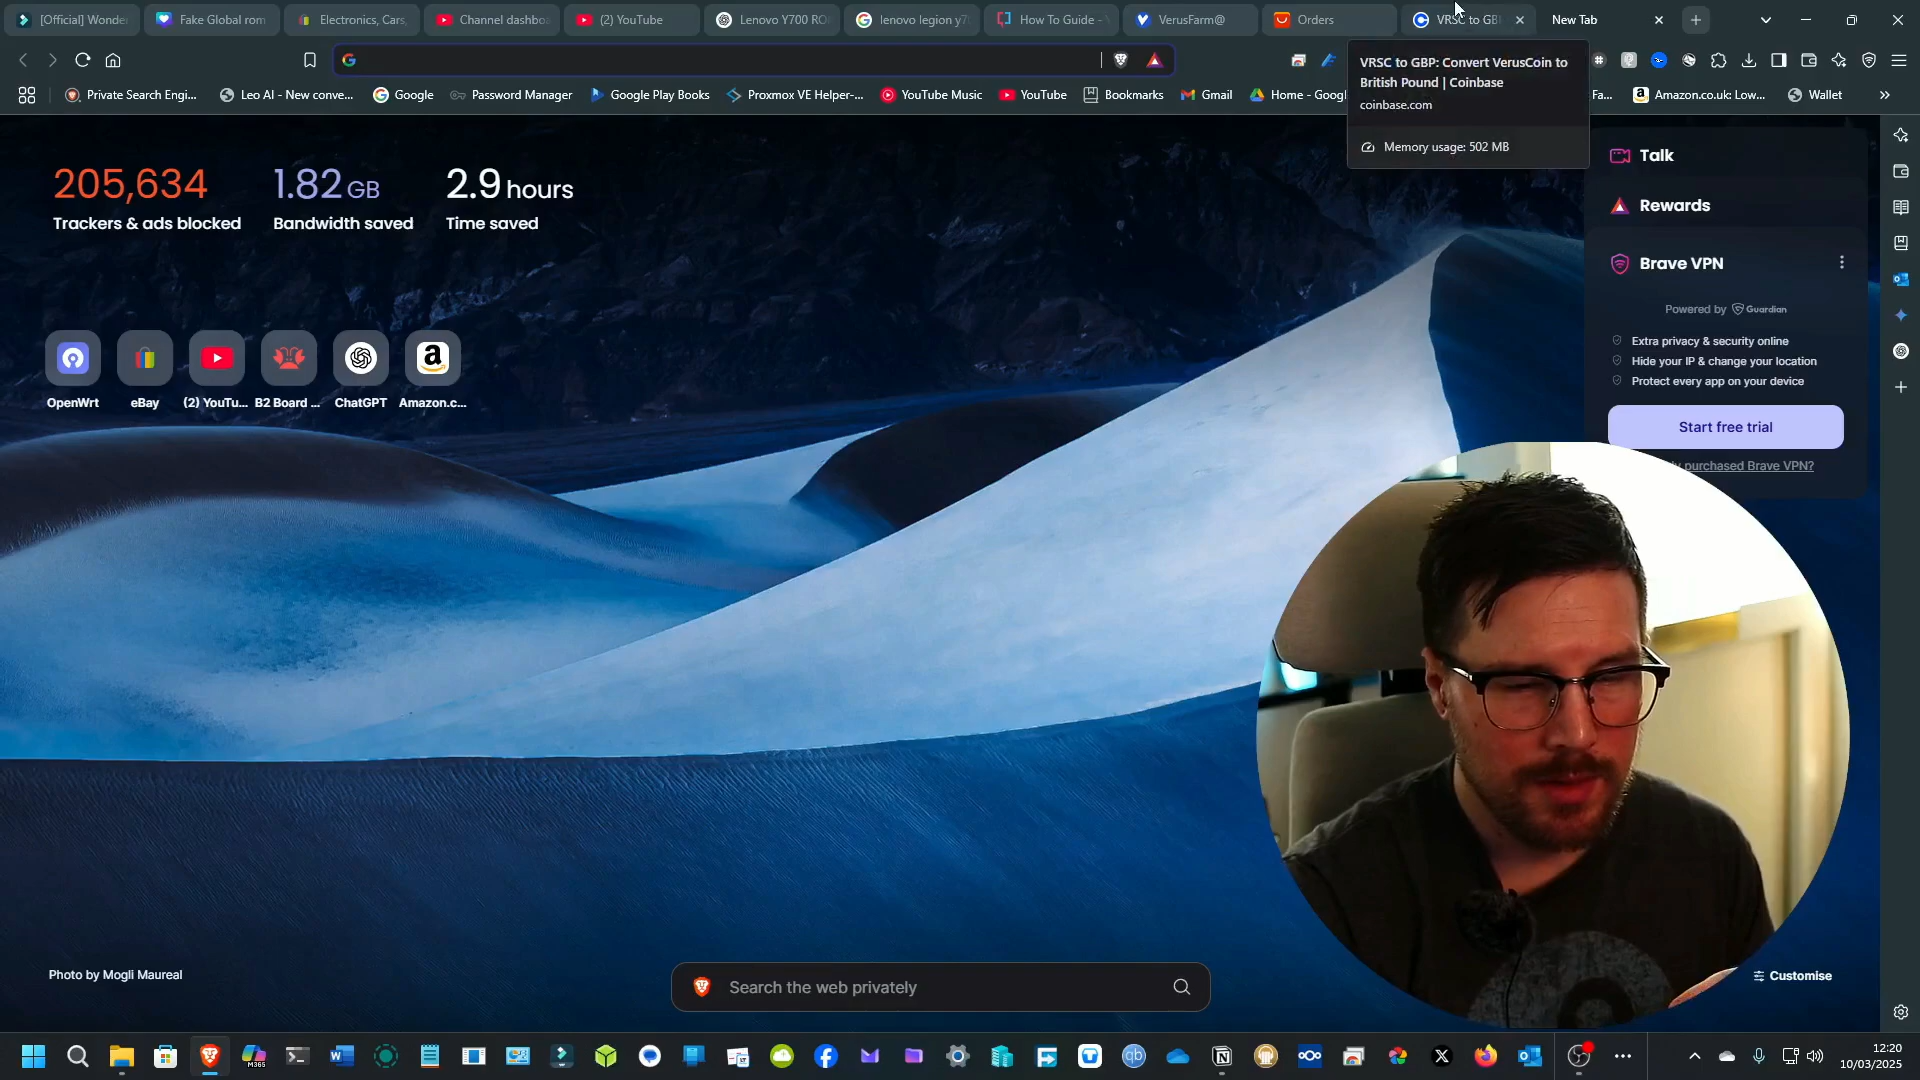 [Official] Wonde
Fake Global rom
Electronics, Cars,
Channel dashbo
(2) YouTube
Lenovo Y700 RO
lenovo legion y7
How To Guide -
VerusFarm@
Orders
VRSC to GB
New Tab
Private Search Engi...
Leo AI - New conve...
Google
Password Manager
Google Play Books
Proxmox VE Helper-...
YouTube Music
YouTube
Bookmarks
Gmail
Home - Goog
Fa...
Amazon.co.uk: Low...
Wallet
VRSC to GBP: Convert VerusCoin to
British Pound | Coinbase
coinbase.com
Memory usage: 502 MB
205,634
Trackers & ads blocked
1.82 GB
Bandwidth saved
2.9 hours
Time saved
Talk
Rewards
Brave VPN
Powered by Guardian
Extra privacy & security online
Hide your IP & change your location
Protect every app on your device
Start free trial
purchased Brave VPN?
OpenWrt
eBay
(2) YouTu...
B2 Board ...
ChatGPT
Amazon.c...
Photo by Mogli Maureal
Search the web privately
Customise
M365
12:20
10/03/2025